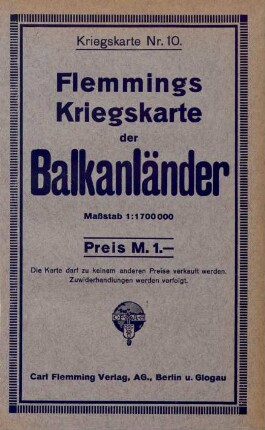 Kriegskarte Nr. 10.
Flemmings
Kriegskarte
der
Balkanländer
Maßstab 1:1700000
Preis M. 1.—
Die Karte darf zu keinem anderen Preise verkauft werden.
Zuwiderhandlungen werden verfolgt.
Carl Flemming Verlag, AG., Berlin u. Glogau